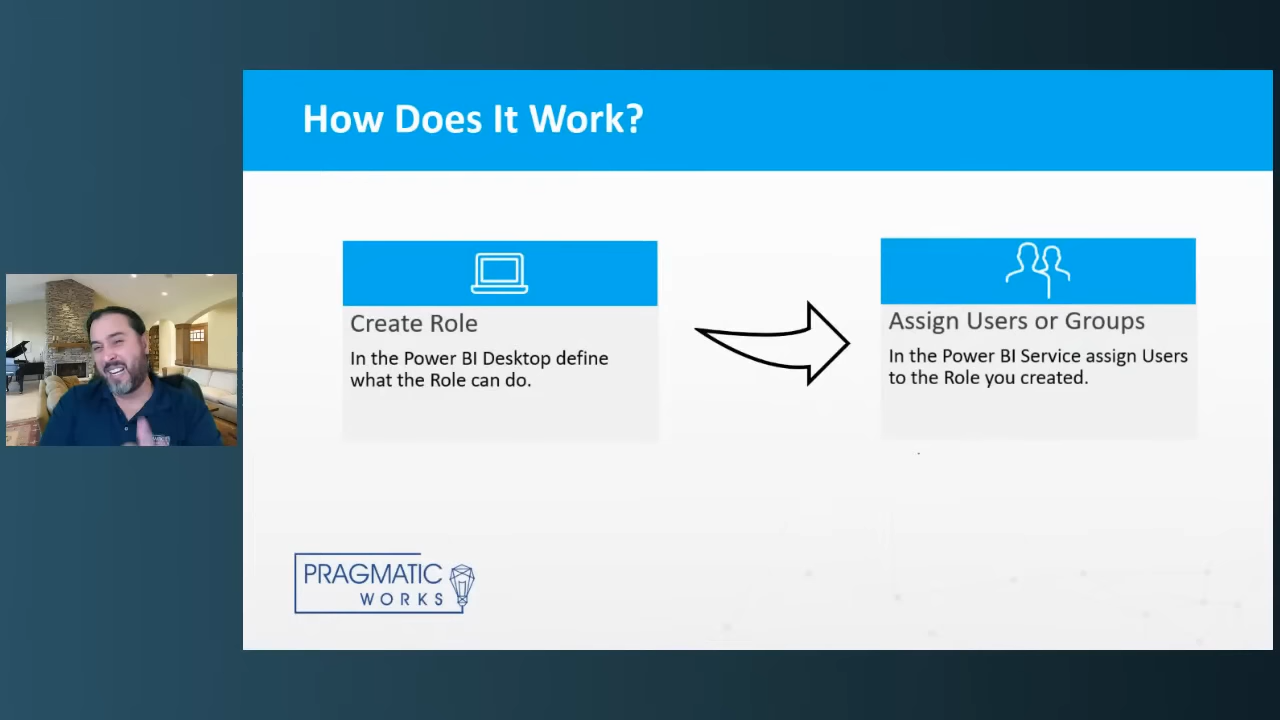 How Does It Work?
Create Role
In the Power BI Desktop define
what the Role can do.
Assign Users or Groups
In the Power BI Service assign Users
to the Role you created.
PRAGMATIC
WORKS